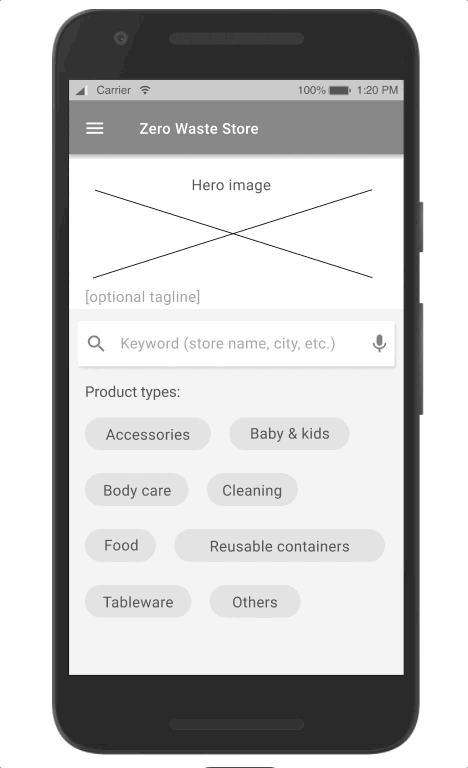 Carrier 100% 1:20 PM
Zero Waste Store
Hero image
[optional tagline]
Keyword (store name, city, etc.)
Product types:
Accessories Baby & kids
Body care Cleaning
Food Reusable containers
Tableware Others